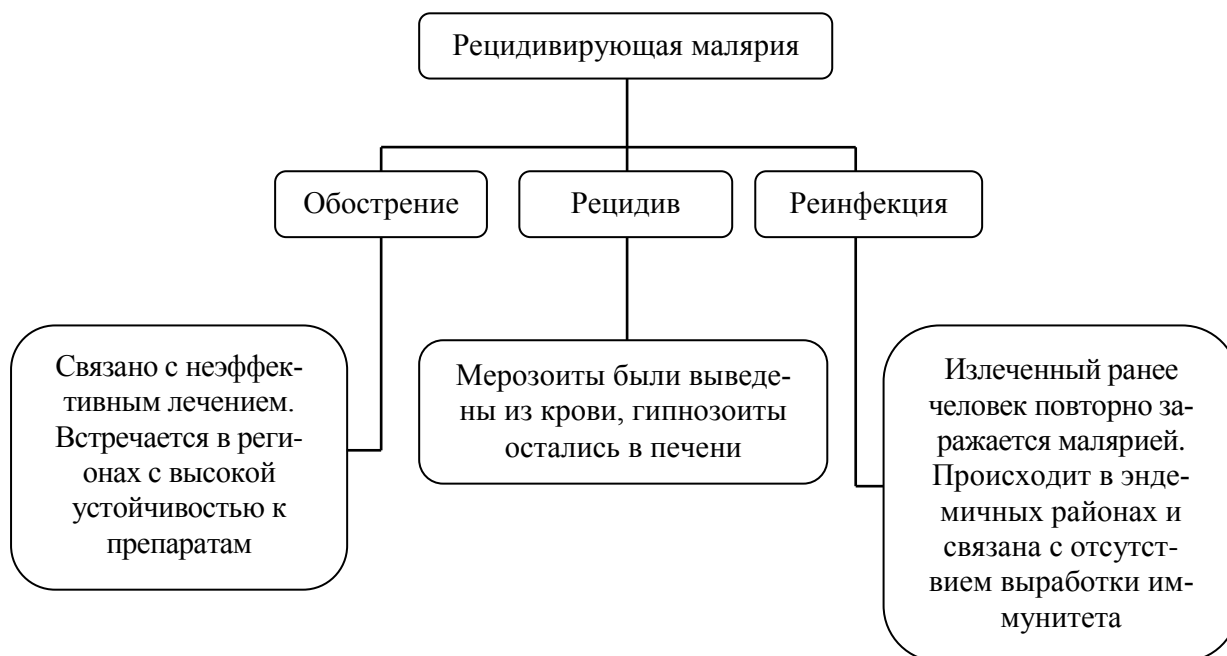 Рецидивирующая малярия
Обострение
Рецидив
Реинфекция
Связано с неэффек-
тивным лечением.
Встречается в реги-
онах с высокой
устойчивостью к
препаратам
Мерозоиты были выведе-
ны из крови, гипнозоиты
остались в печени
Излеченный ранее
человек повторно за-
ражается малярией.
Происходит в энде-
мичных районах и
связана с отсутст-
вием выработки им-
мунитета